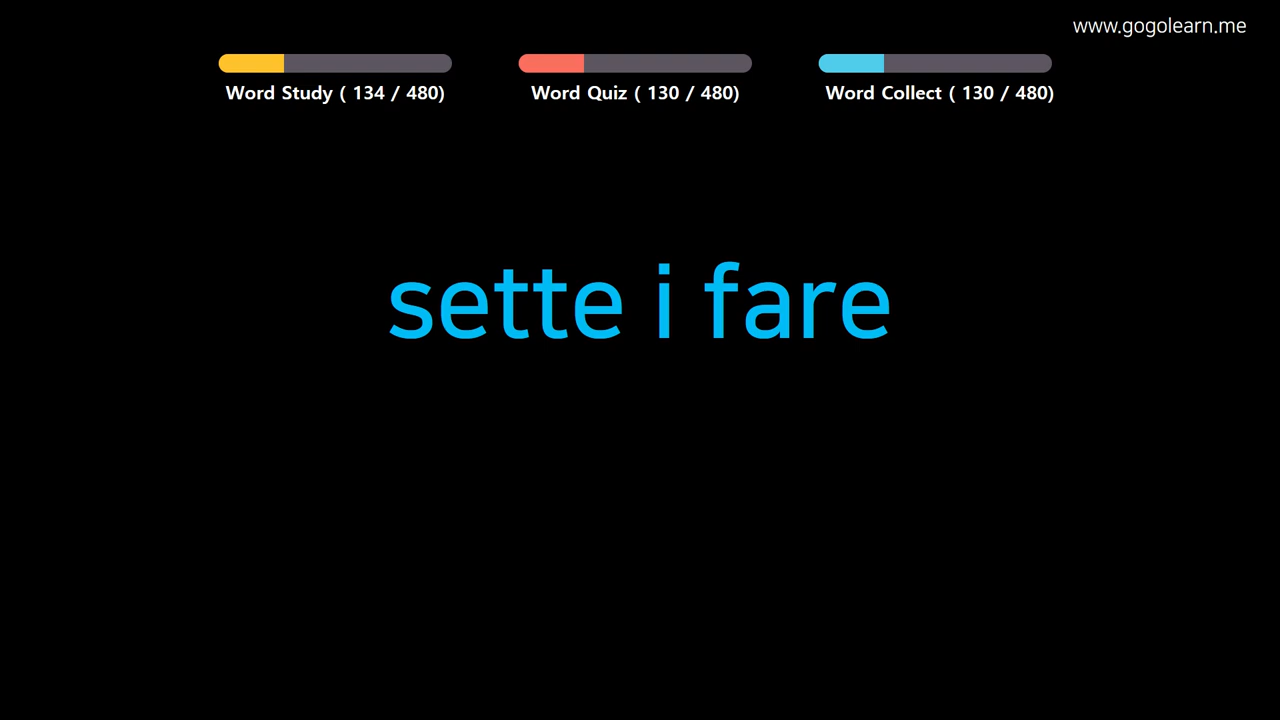 www.gogolearn.me
Word Study ( 134 / 480)
Word Quiz ( 130 / 480)
Word Collect ( 130 / 480)
sette i fare